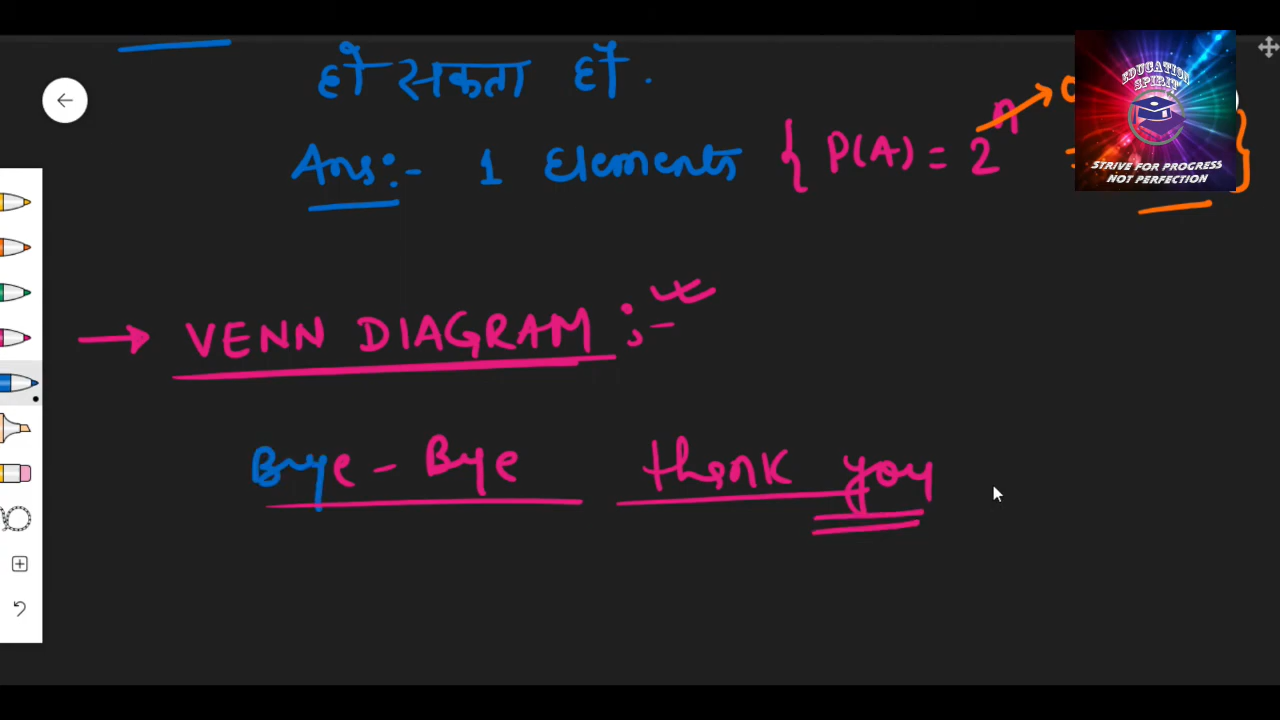 हो सकता है .
Ans:- 1 Elements { P(A) = 2^n }
→ VENN DIAGRAM :-
Bye - Bye thank you
EDUCATION
SPIRIT
STRIVE FOR PROGRESS
NOT PERFECTION